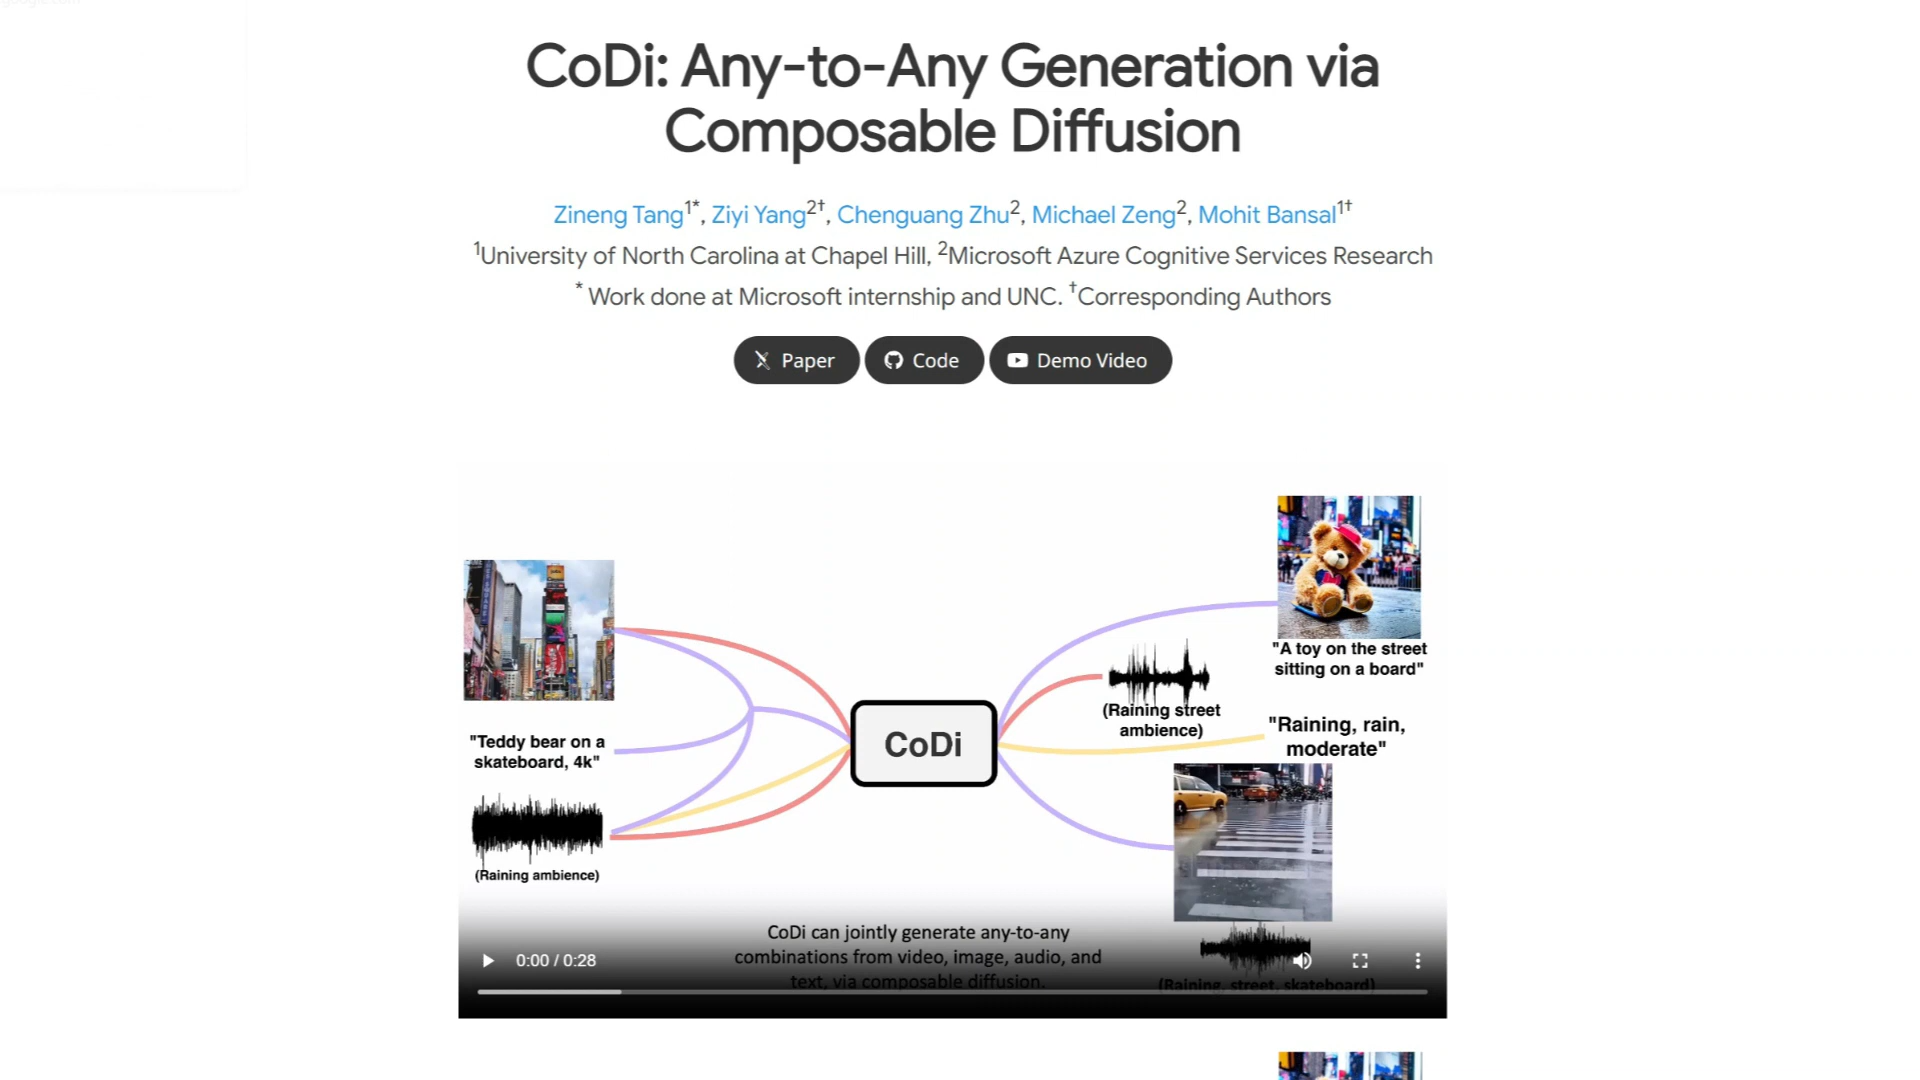 CoDi: Any-to-Any Generation via
Composable Diffusion
Zineng Tang1*, Ziyi Yang2†, Chenguang Zhu2, Michael Zeng2, Mohit Bansal1†
1University of North Carolina at Chapel Hill, 2Microsoft Azure Cognitive Services Research
* Work done at Microsoft internship and UNC. †Corresponding Authors
Paper
Code
Demo Video
"Teddy bear on a
skateboard, 4k"
(Raining ambience)
CoDi
"A toy on the street
sitting on a board"
(Raining street
ambience)
"Raining, rain,
moderate"
(Raining, street, skateboard)
CoDi can jointly generate any-to-any
combinations from video, image, audio, and
text, via composable diffusion.
0:00 / 0:28